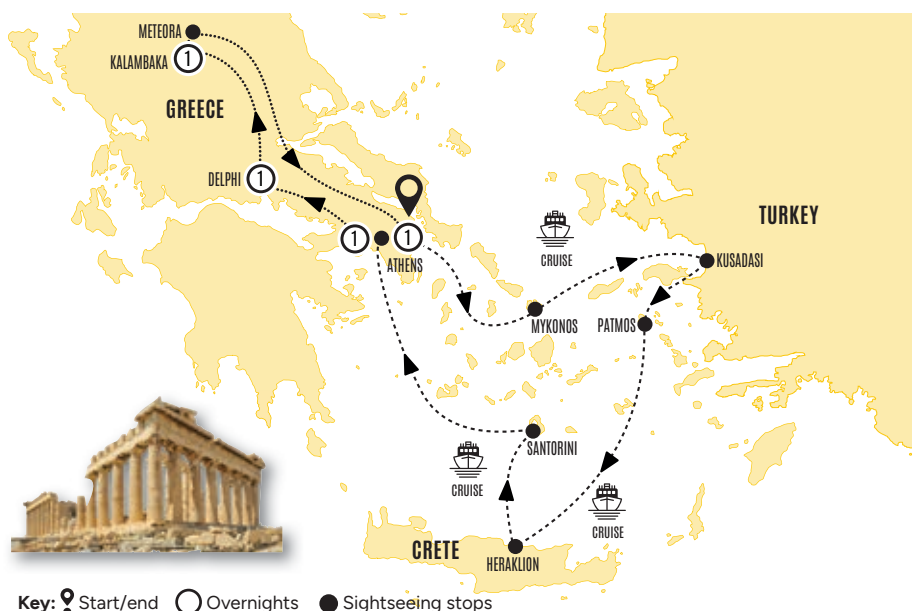 METEORA
KALAMBAKA 1
GREECE
DELPHI 1
1 1
ATHENS
TURKEY
CRUISE
KUSADASI
MYKONOS
PATMOS
SANTORINI
CRUISE
CRUISE
CRETE
HERAKLION
Key: Start/end Overnights Sightseeing stops